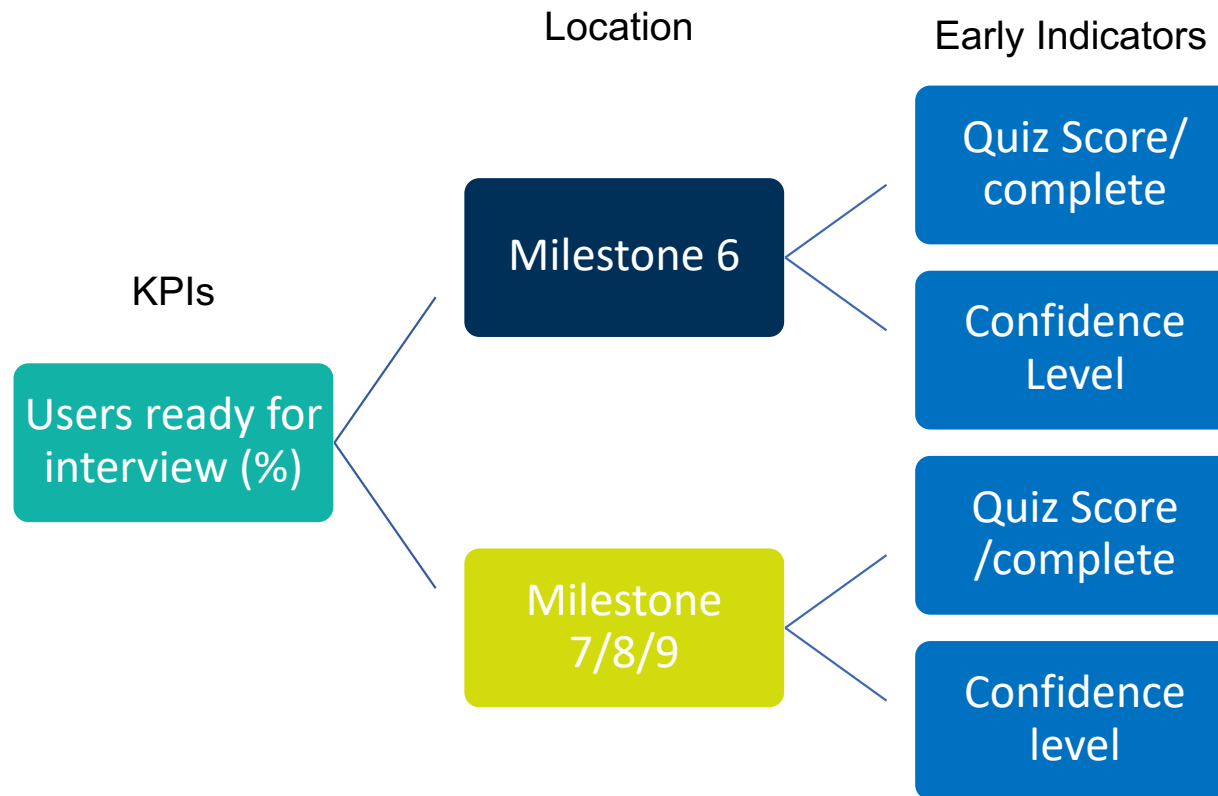 Location
Early Indicators
KPIs
Users ready for
interview (%)
Milestone 6
Milestone
7/8/9
Quiz Score/
complete
Confidence
Level
Quiz Score
/complete
Confidence
level